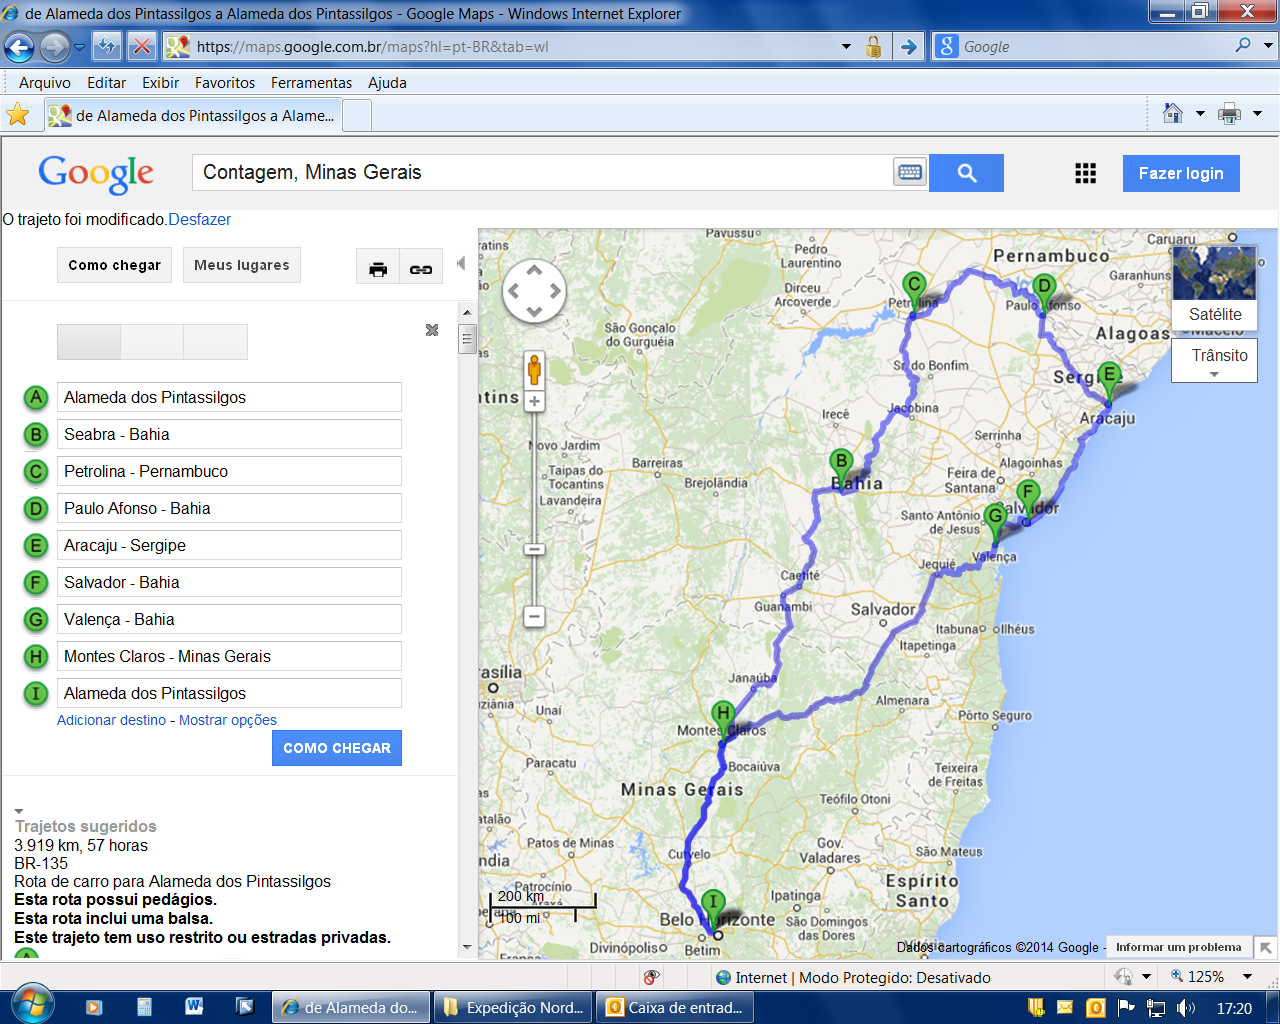 de Alameda dos Pintassilgos a Alameda dos Pintassilgos - Google Maps - Windows Internet Explorer
https://maps.google.com.br/maps?hl=pt-BR&tab=wl
Google
Arquivo Editar Exibir Favoritos Ferramentas Ajuda
de Alameda dos Pintassilgos a Alame...
Google
Contagem, Minas Gerais
Fazer login
O trajeto foi modificado.Desfazer
Como chegar
Meus lugares
A Alameda dos Pintassilgos
B Seabra - Bahia
C Petrolina - Pernambuco
D Paulo Afonso - Bahia
E Aracaju - Sergipe
F Salvador - Bahia
G Valença - Bahia
H Montes Claros - Minas Gerais
I Alameda dos Pintassilgos
Adicionar destino - Mostrar opções
COMO CHEGAR
Trajetos sugeridos
3.919 km, 57 horas
BR-135
Rota de carro para Alameda dos Pintassilgos
Esta rota possui pedágios.
Esta rota inclui uma balsa.
Este trajeto tem uso restrito ou estradas privadas.
Pavussu
Caruaru
Pedro
Laurentino
Pernambuco
Garanhuns
Dirceu
Arcoverde
C
Petrolina
D
Paulo Afonso
Satélite
São Gonçalo
do Gurguéia
Alagoas
Trânsito
Sr. do Bonfim
Sergipe
E
ntins
Irecê
Jacobina
Aracaju
Novo Jardim
Serrinha
Taipas do
Tocantins
Barreiras
B
Bahia
Feira de
Santana
Alagoinhas
Lavandeira
Brejolândia
F
Salvador
Santo Antônio
de Jesus
G
Valença
Jequié
Caetité
Guanambi
Salvador
Itabuna
Ilhéus
Itapetinga
rasília
Janaúba
Almenara
Unaí
H
Montes Claros
Pôrto Seguro
Paracatu
Bocaiúva
Teixeira
de Freitas
Minas Gerais
Teófilo Otoni
Patos de Minas
Curvelo
Gov.
Valadares
São Mateus
ndia
Patrocínio
Araxá
Ipatinga
Espírito
Santo
I
Belo Horizonte
São Domingos
das Dores
Divinópolis
Betim
Vitória
200 km
100 mi
Dados cartográficos ©2014 Google -
Informar um problema
Internet | Modo Protegido: Desativado
125%
de Alameda do...
Expedição Nord...
Caixa de entrad...
17:20